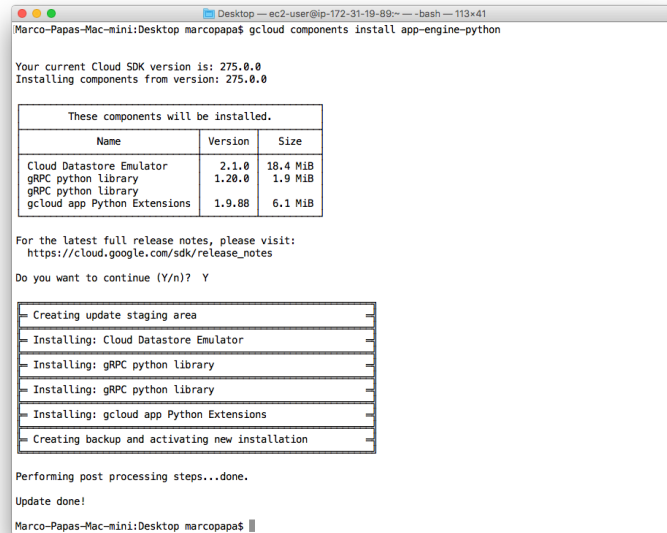 Desktop — ec2-user@ip-172-31-19-89:~ — -bash — 113×41
Marco-Papas-Mac-mini:Desktop marcopapa$ gcloud components install app-engine-python
Your current Cloud SDK version is: 275.0.0
Installing components from version: 275.0.0
These components will be installed.
Name Version Size
Cloud Datastore Emulator 2.1.0 18.4 MiB
gRPC python library 1.20.0 1.9 MiB
gRPC python library
gcloud app Python Extensions 1.9.88 6.1 MiB
For the latest full release notes, please visit:
https://cloud.google.com/sdk/release_notes
Do you want to continue (Y/n)? Y
Creating update staging area
Installing: Cloud Datastore Emulator
Installing: gRPC python library
Installing: gRPC python library
Installing: gcloud app Python Extensions
Creating backup and activating new installation
Performing post processing steps...done.
Update done!
Marco-Papas-Mac-mini:Desktop marcopapa$